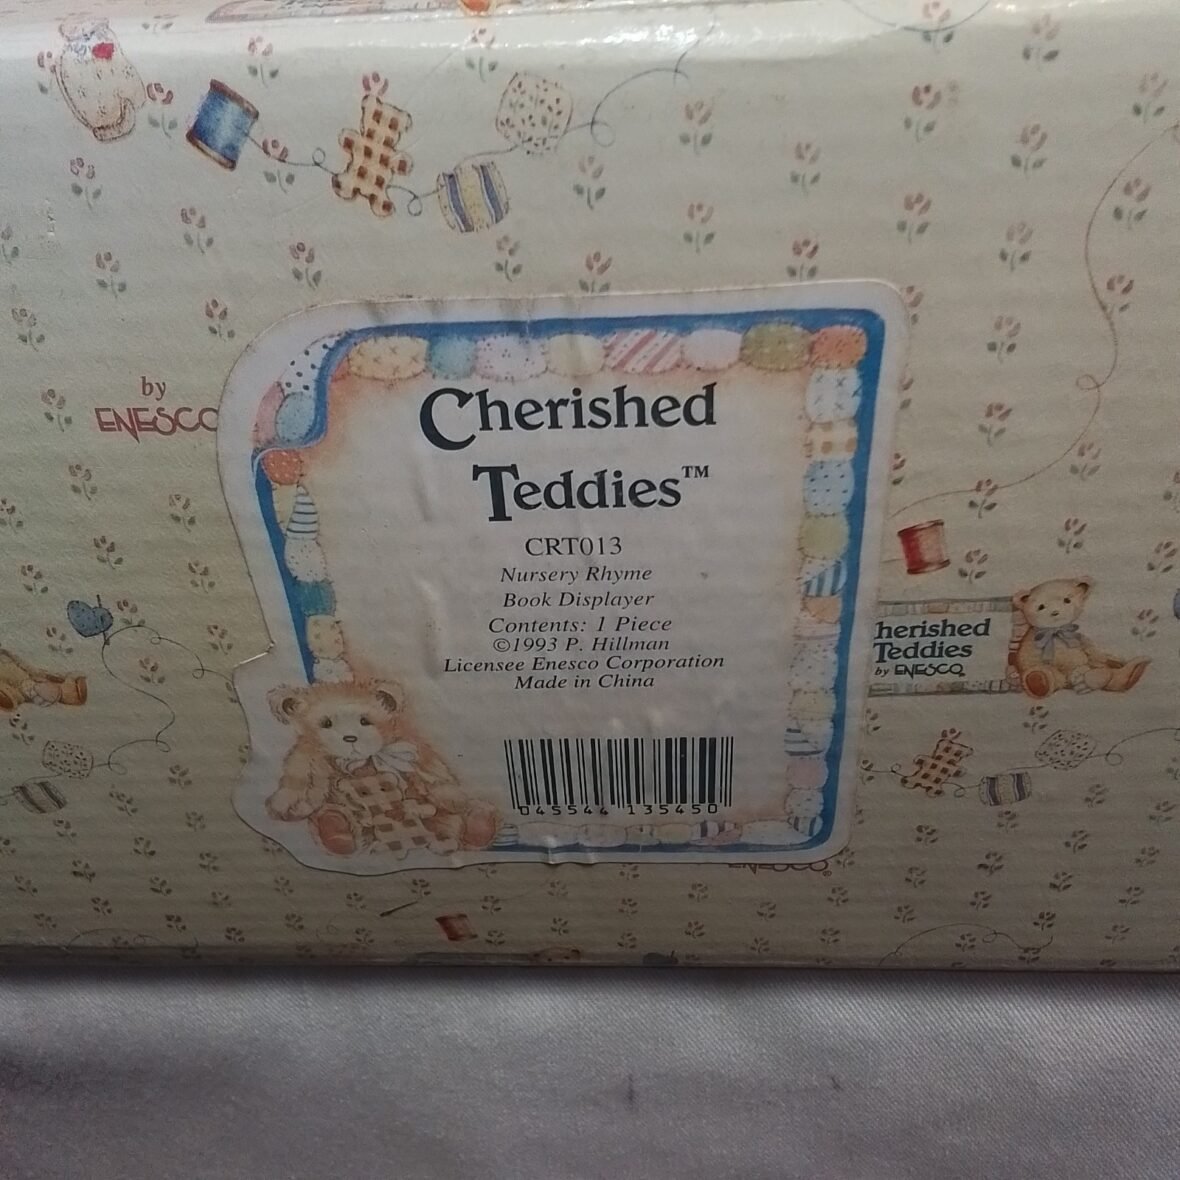 by
ENESCO
Cherished
Teddies™
CRT013
Nursery Rhyme
Book Displayer
Contents: 1 Piece
©1993 P. Hillman
Licensee Enesco Corporation
Made in China
045544 135450
herished
Teddies
by ENESCO
ENESCO®